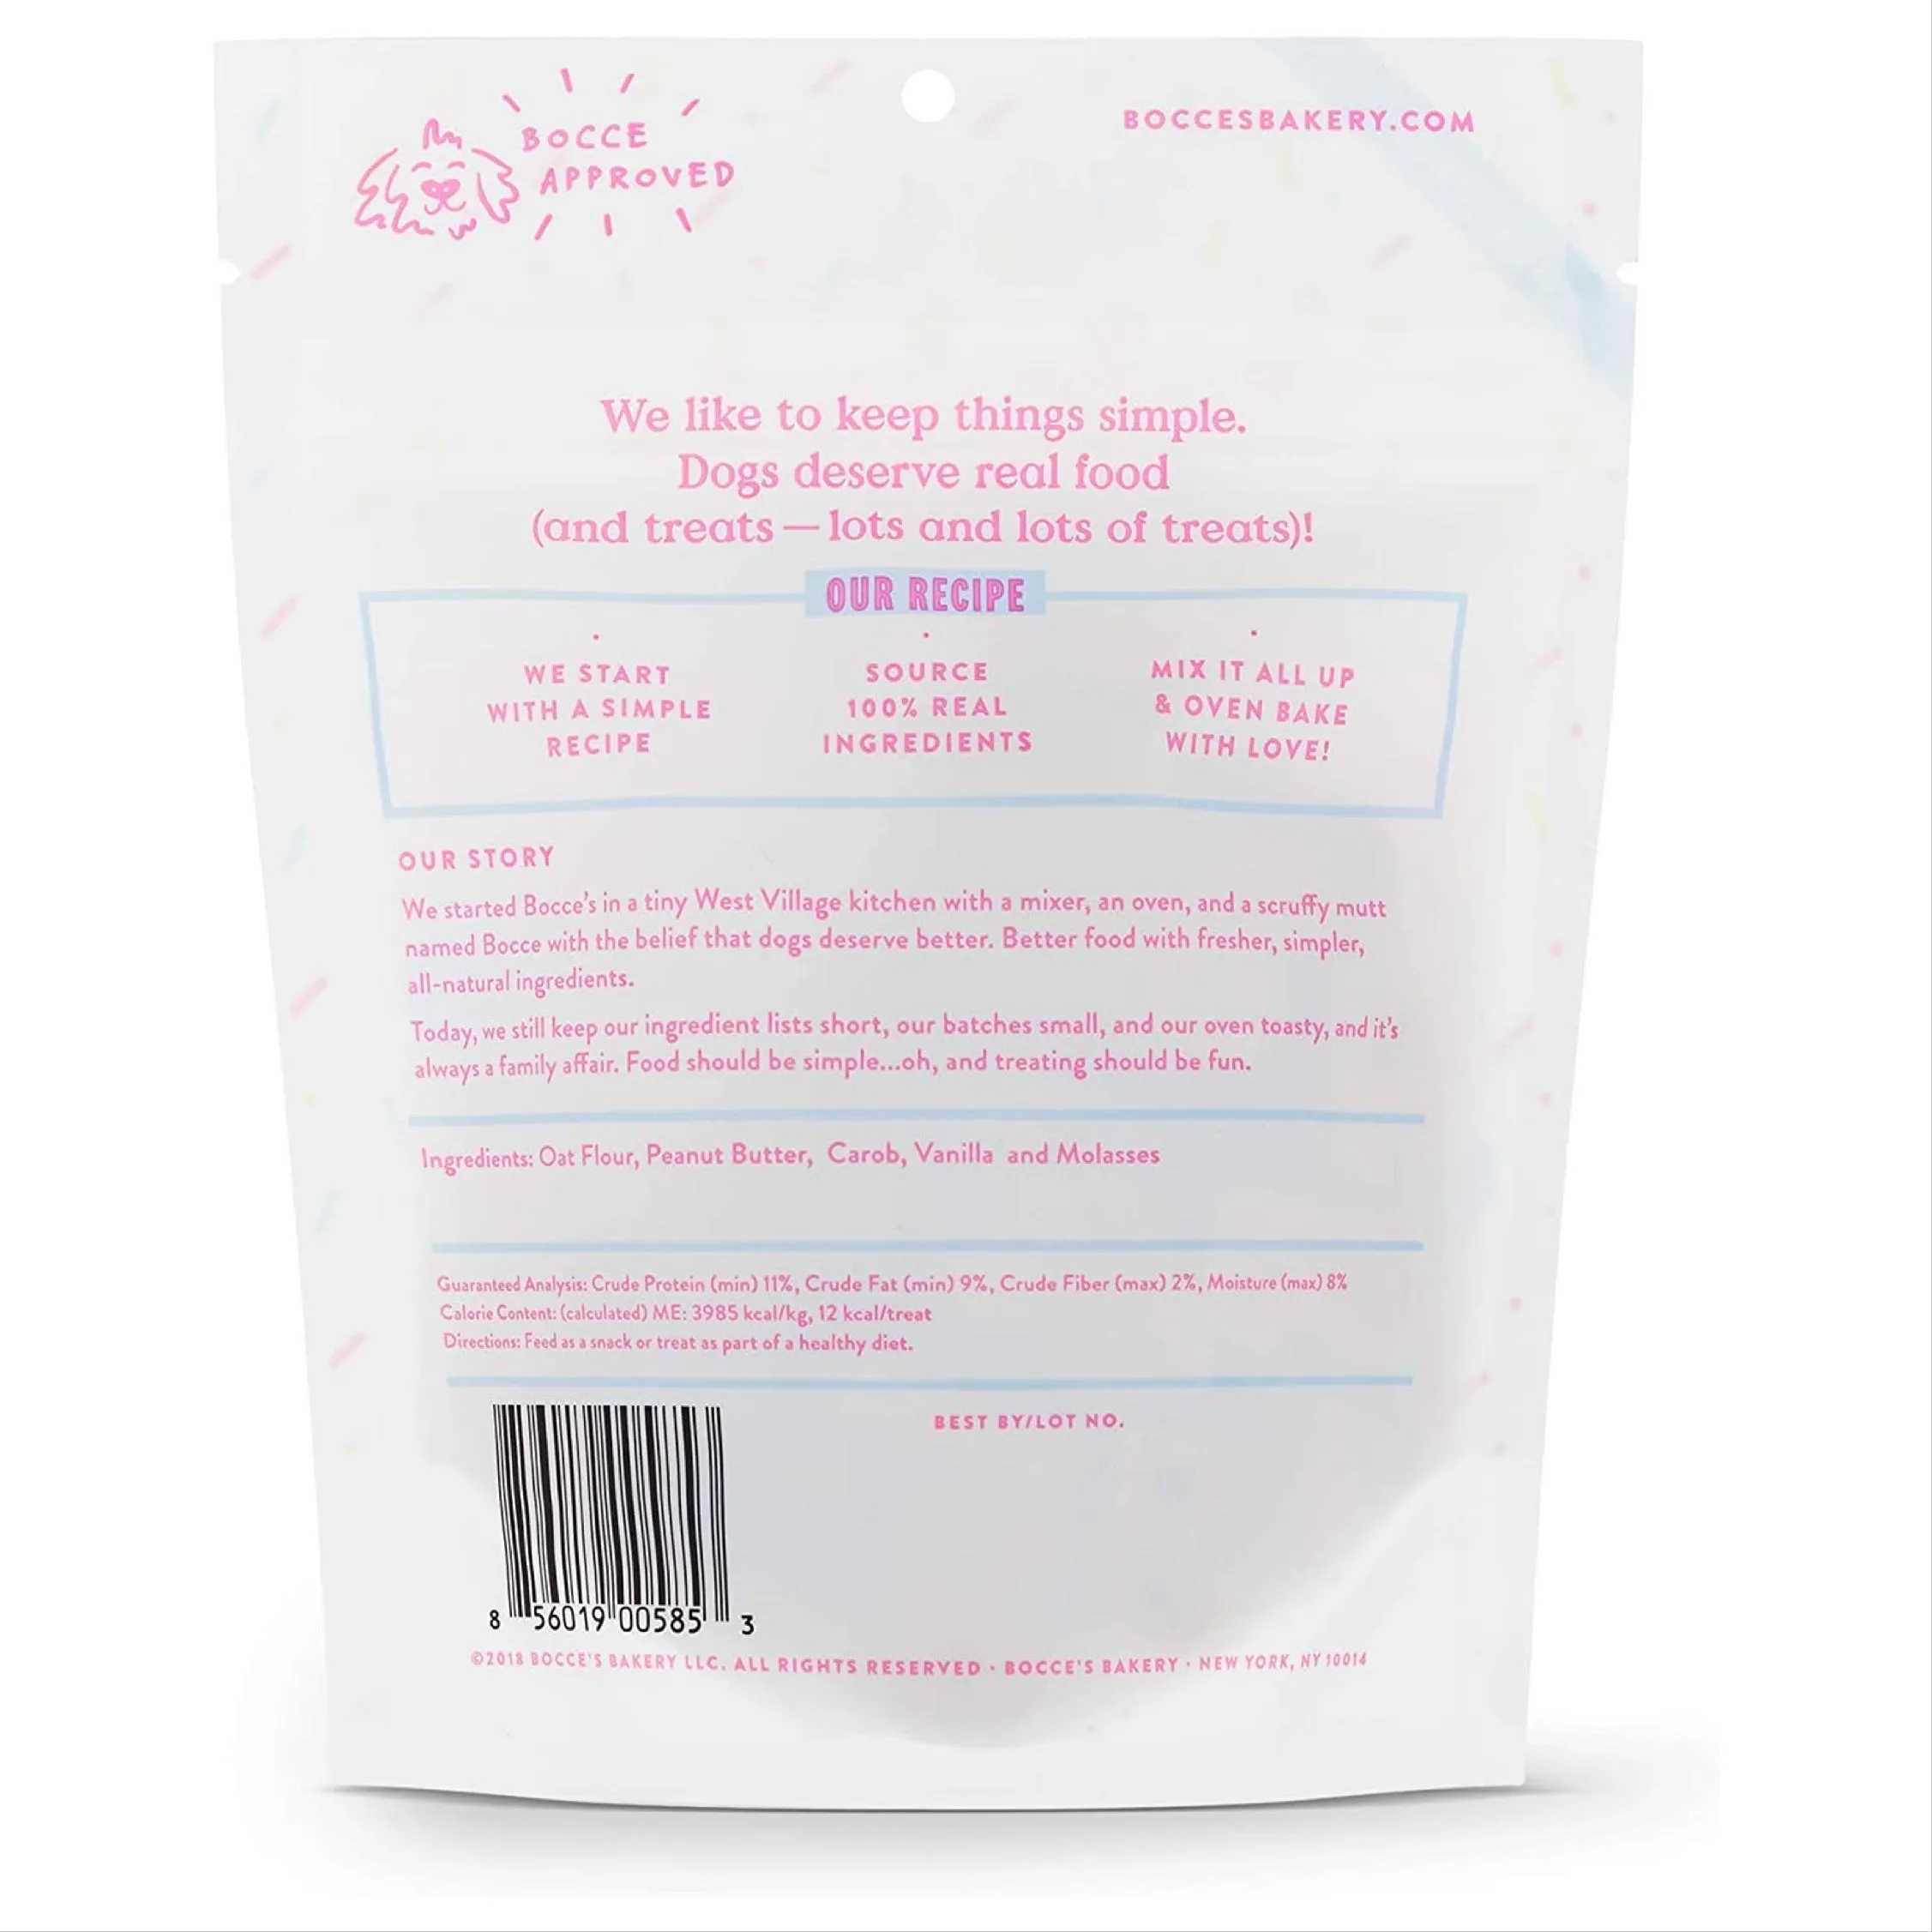 BOCCE
APPROVED
BOCCESBAKERY.COM
We like to keep things simple.
Dogs deserve real food
(and treats — lots and lots of treats)!
OUR RECIPE
WE START
WITH A SIMPLE
RECIPE
SOURCE
100% REAL
INGREDIENTS
MIX IT ALL UP
& OVEN BAKE
WITH LOVE!
OUR STORY
We started Bocce's in a tiny West Village kitchen with a mixer, an oven, and a scruffy mutt
named Bocce with the belief that dogs deserve better. Better food with fresher, simpler,
all-natural ingredients.
Today, we still keep our ingredient lists short, our batches small, and our oven toasty, and it's
always a family affair. Food should be simple...oh, and treating should be fun.
Ingredients: Oat Flour, Peanut Butter, Carob, Vanilla and Molasses
Guaranteed Analysis: Crude Protein (min) 11%, Crude Fat (min) 9%, Crude Fiber (max) 2%, Moisture (max) 8%
Calorie Content: (calculated) ME: 3985 kcal/kg, 12 kcal/treat
Directions: Feed as a snack or treat as part of a healthy diet.
BEST BY/LOT NO.
8 56019 00585 3
©2018 BOCCE'S BAKERY LLC. ALL RIGHTS RESERVED · BOCCE'S BAKERY · NEW YORK, NY 10014